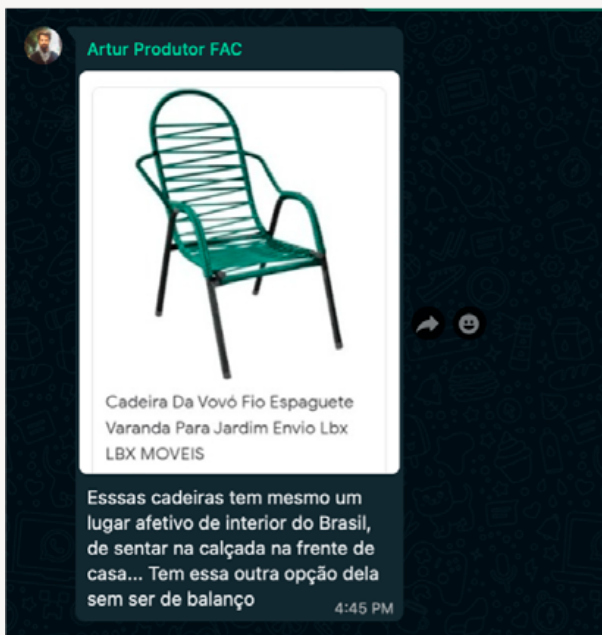 Artur Produtor FAC
Cadeira Da Vovó Fio Espaguete
Varanda Para Jardim Envio Lbx
LBX MOVEIS
Esssas cadeiras tem mesmo um
lugar afetivo de interior do Brasil,
de sentar na calçada na frente de
casa... Tem essa outra opção dela
sem ser de balanço
4:45 PM